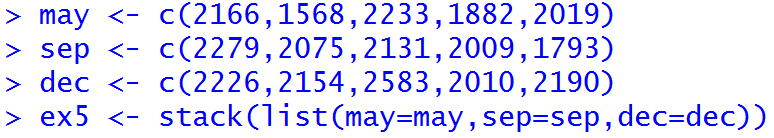 > may <- c(2166,1568,2233,1882,2019)
> sep <- c(2279,2075,2131,2009,1793)
> dec <- c(2226,2154,2583,2010,2190)
> ex5 <- stack(list(may=may,sep=sep,dec=dec))